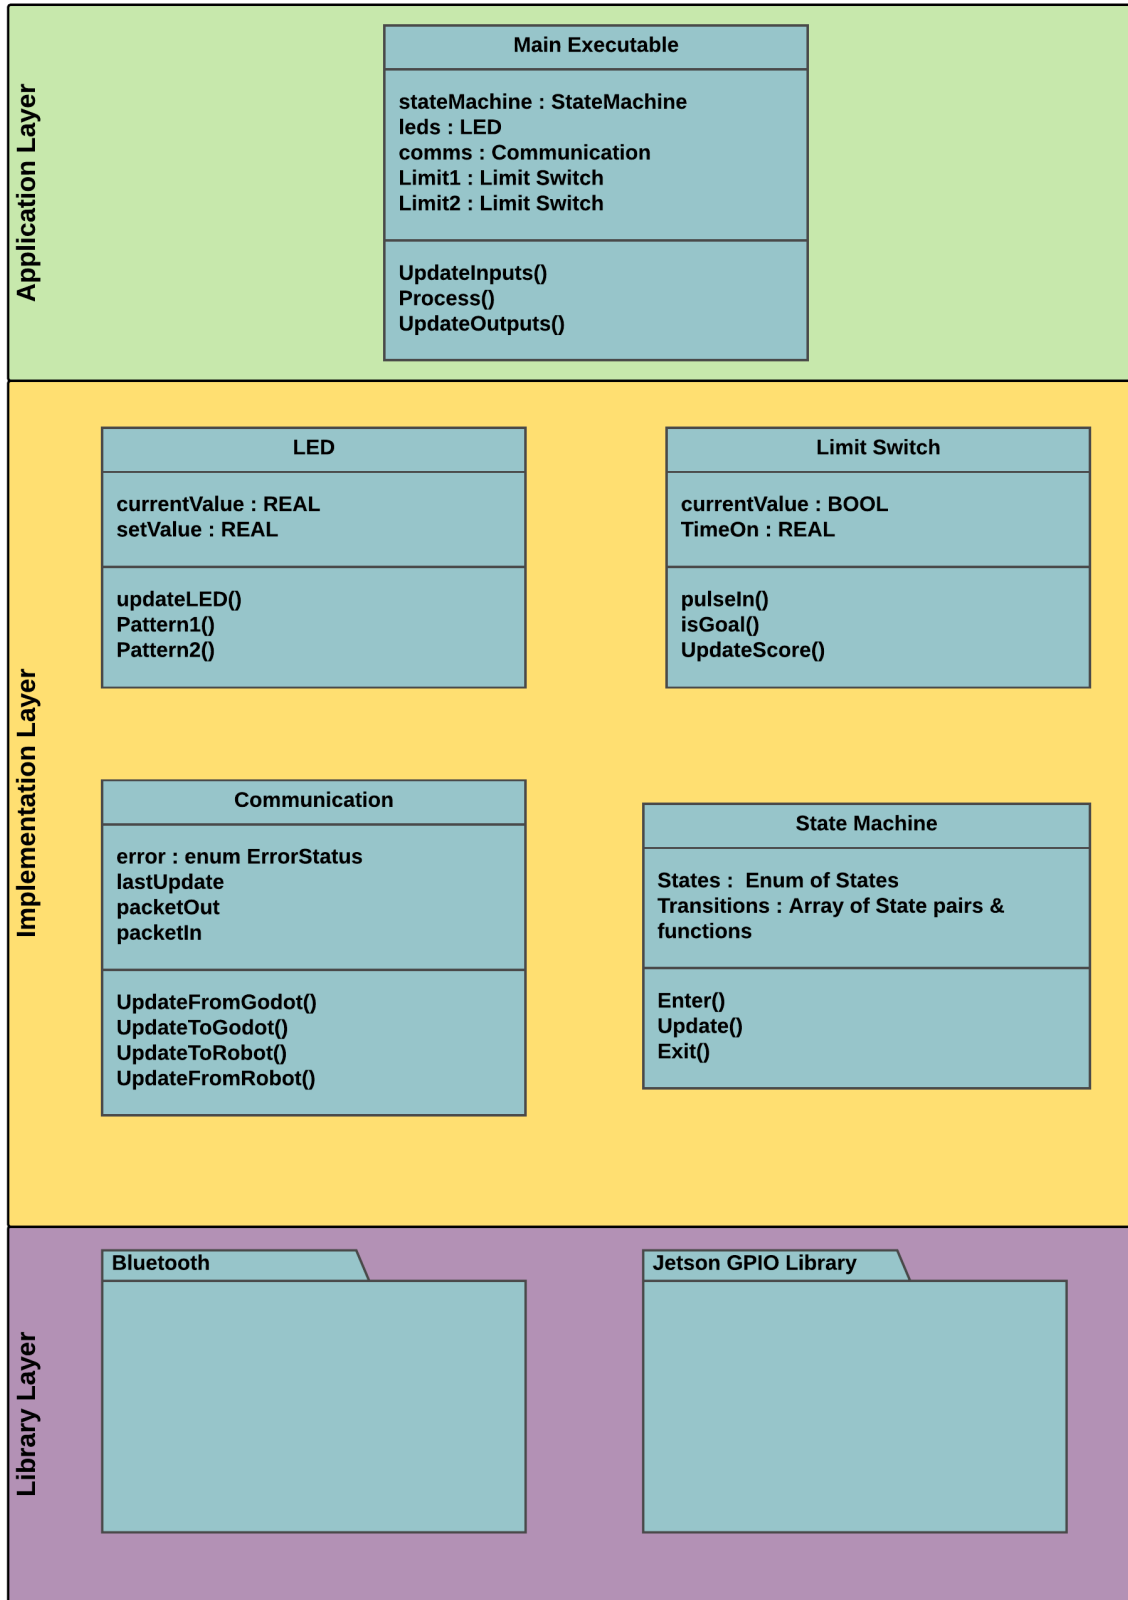 Application Layer
Main Executable
stateMachine : StateMachine
leds : LED
comms : Communication
Limit1 : Limit Switch
Limit2 : Limit Switch
UpdateInputs()
Process()
UpdateOutputs()
Implementation Layer
LED
currentValue : REAL
setValue : REAL
updateLED()
Pattern1()
Pattern2()
Limit Switch
currentValue : BOOL
TimeOn : REAL
pulseIn()
isGoal()
UpdateScore()
Communication
error : enum ErrorStatus
lastUpdate
packetOut
packetIn
UpdateFromGodot()
UpdateToGodot()
UpdateToRobot()
UpdateFromRobot()
State Machine
States :  Enum of States
Transitions : Array of State pairs &
functions
Enter()
Update()
Exit()
Library Layer
Bluetooth
Jetson GPIO Library